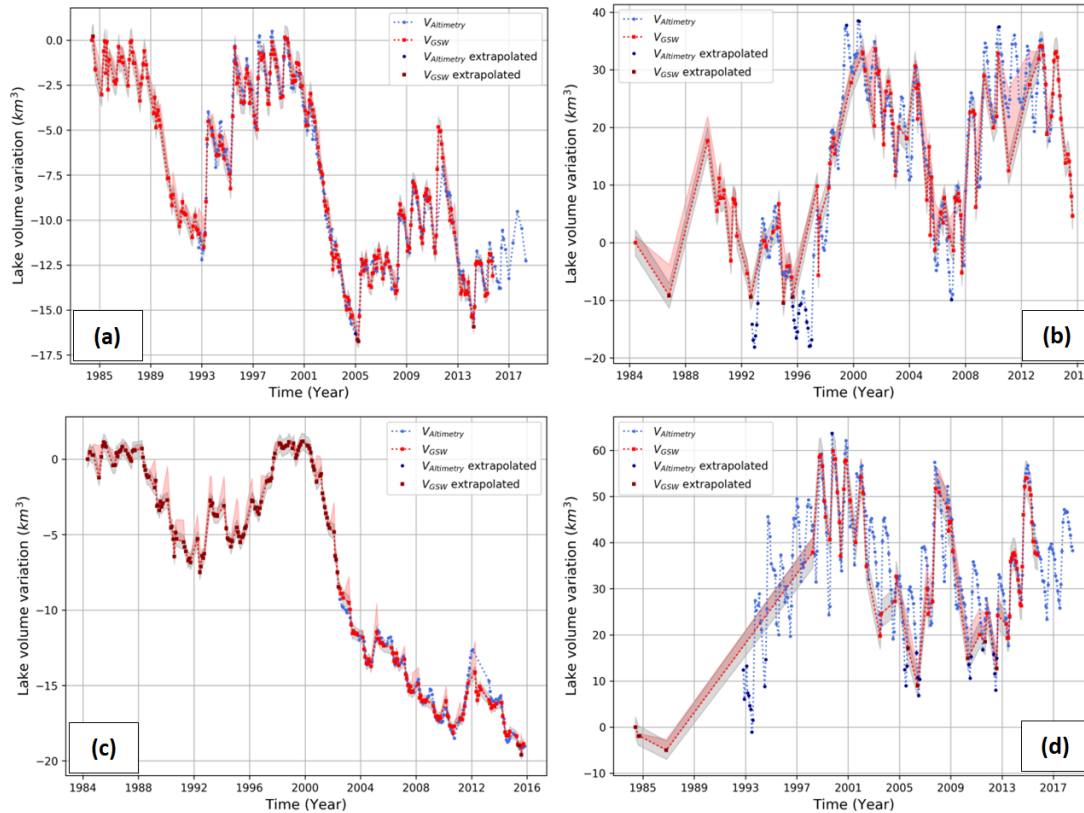 V_Altimetry
V_GSW
V_Altimetry extrapolated
V_GSW extrapolated
Lake volume variation (km³)
0.0
−2.5
−5.0
−7.5
−10.0
−12.5
−15.0
−17.5
(a)
1985 1989 1993 1997 2001 2005 2009 2013 2017
Time (Year)
V_Altimetry
V_GSW
V_Altimetry extrapolated
V_GSW extrapolated
Lake volume variation (km³)
40
30
20
10
0
−10
−20
(b)
1984 1988 1992 1996 2000 2004 2008 2012
Time (Year)
V_Altimetry
V_GSW
V_Altimetry extrapolated
V_GSW extrapolated
Lake volume variation (km³)
0
−5
−10
−15
−20
(c)
1984 1988 1992 1996 2000 2004 2008 2012 2016
Time (Year)
V_Altimetry
V_GSW
V_Altimetry extrapolated
V_GSW extrapolated
Lake volume variation (km³)
60
50
40
30
20
10
0
−10
(d)
1985 1989 1993 1997 2001 2005 2009 2013 2017
Time (Year)